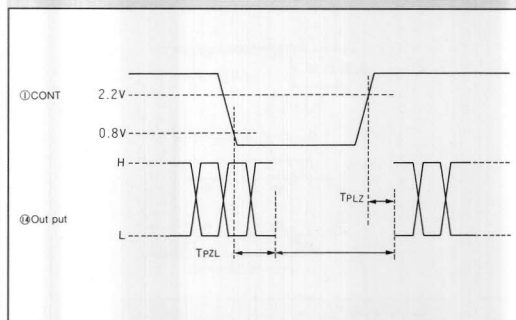 ①CONT
2.2V
0.8V
H
⑭Out put
L
TPLZ
TPZL